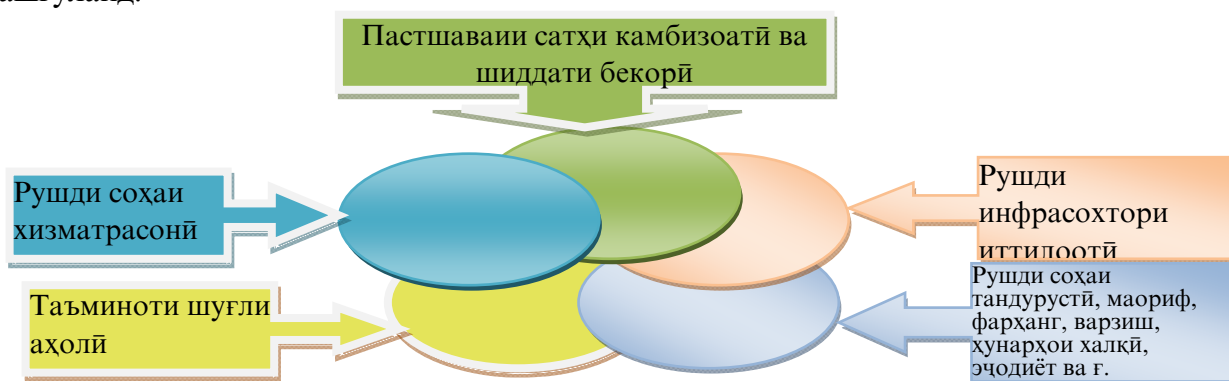 Пастшавии сатҳи камбизоатӣ ва
шиддати бекорӣ
Рушди соҳаи
хизматрасонӣ
Рушди
инфрасохтори
иттилоотӣ
Таъминоти шуғли
аҳолӣ
Рушди соҳаи
тандурустӣ, маориф,
фарҳанг, варзиш,
ҳунарҳои халқӣ,
эҷодиёт ва ғ.